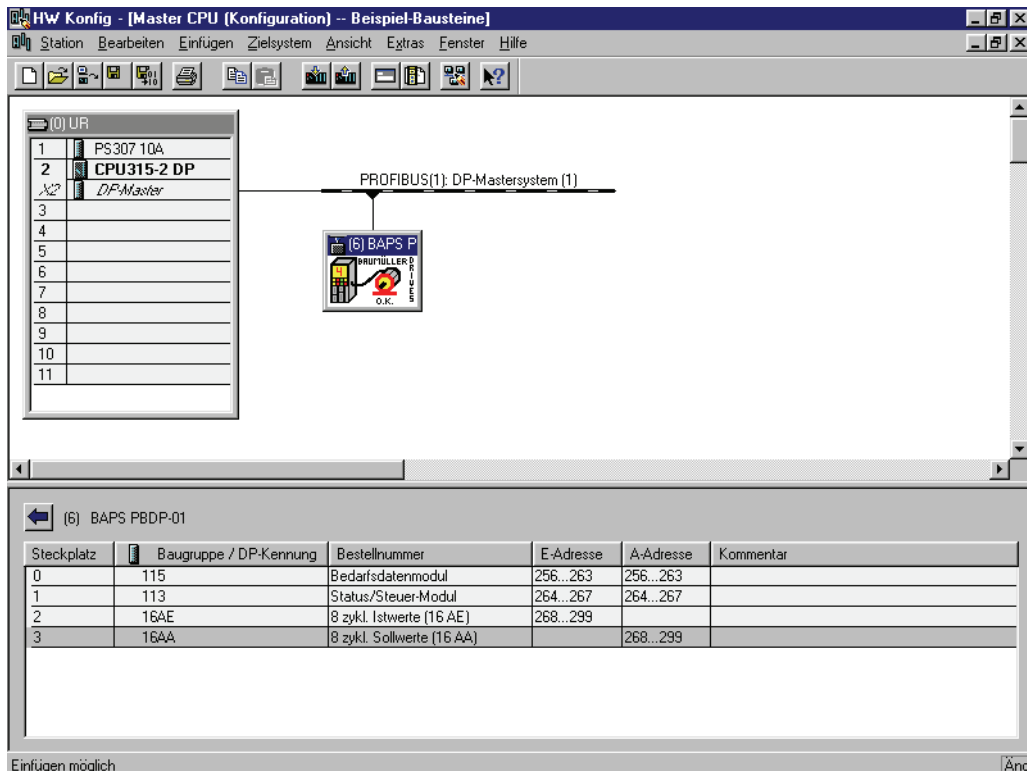 HW Konfig - [Master CPU (Konfiguration) -- Beispiel-Bausteine]
Station Bearbeiten Einfügen Zielsystem Ansicht Extras Fenster Hilfe
(0) UR
1 PS307 10A
2 CPU315-2 DP
X2 DP-Master
3
4
5
6
7
8
9
10
11
PROFIBUS(1): DP-Mastersystem (1)
(6) BAPS P
BAUMÜLLER
DRIVES
O.K.
(6) BAPS PBDP-01
Steckplatz Baugruppe / DP-Kennung Bestellnummer E-Adresse A-Adresse Kommentar
0 115 Bedarfsdatenmodul 256...263 256...263
1 113 Status/Steuer-Modul 264...267 264...267
2 16AE 8 zykl. Istwerte (16 AE) 268...299
3 16AA 8 zykl. Sollwerte (16 AA) 268...299
Einfügen möglich Änd